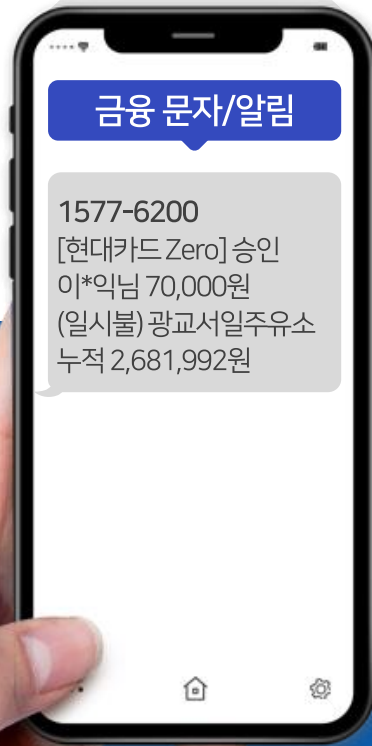 금융 문자/알림
1577-6200
[현대카드 Zero] 승인
이*익님 70,000원
(일시불) 광교서일주유소
누적 2,681,992원